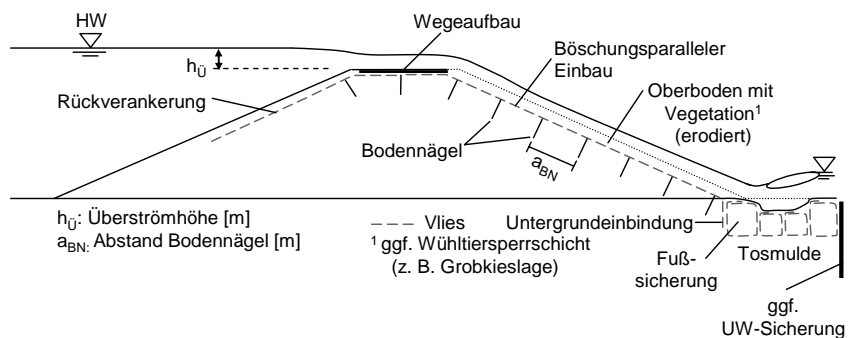 HW
Wegeaufbau
h_Ü
Böschungsparalleler
Einbau
Rückverankerung
Oberboden mit
Vegetation¹
(erodiert)
Bodennägel
a_BN
h_Ü: Überströmhöhe [m]
a_BN: Abstand Bodennägel [m]
Vlies
¹ ggf. Wühltiersperrschicht
(z. B. Grobkieslage)
Untergrundeinbindung
Fuß-
sicherung
Tosmulde
ggf.
UW-Sicherung